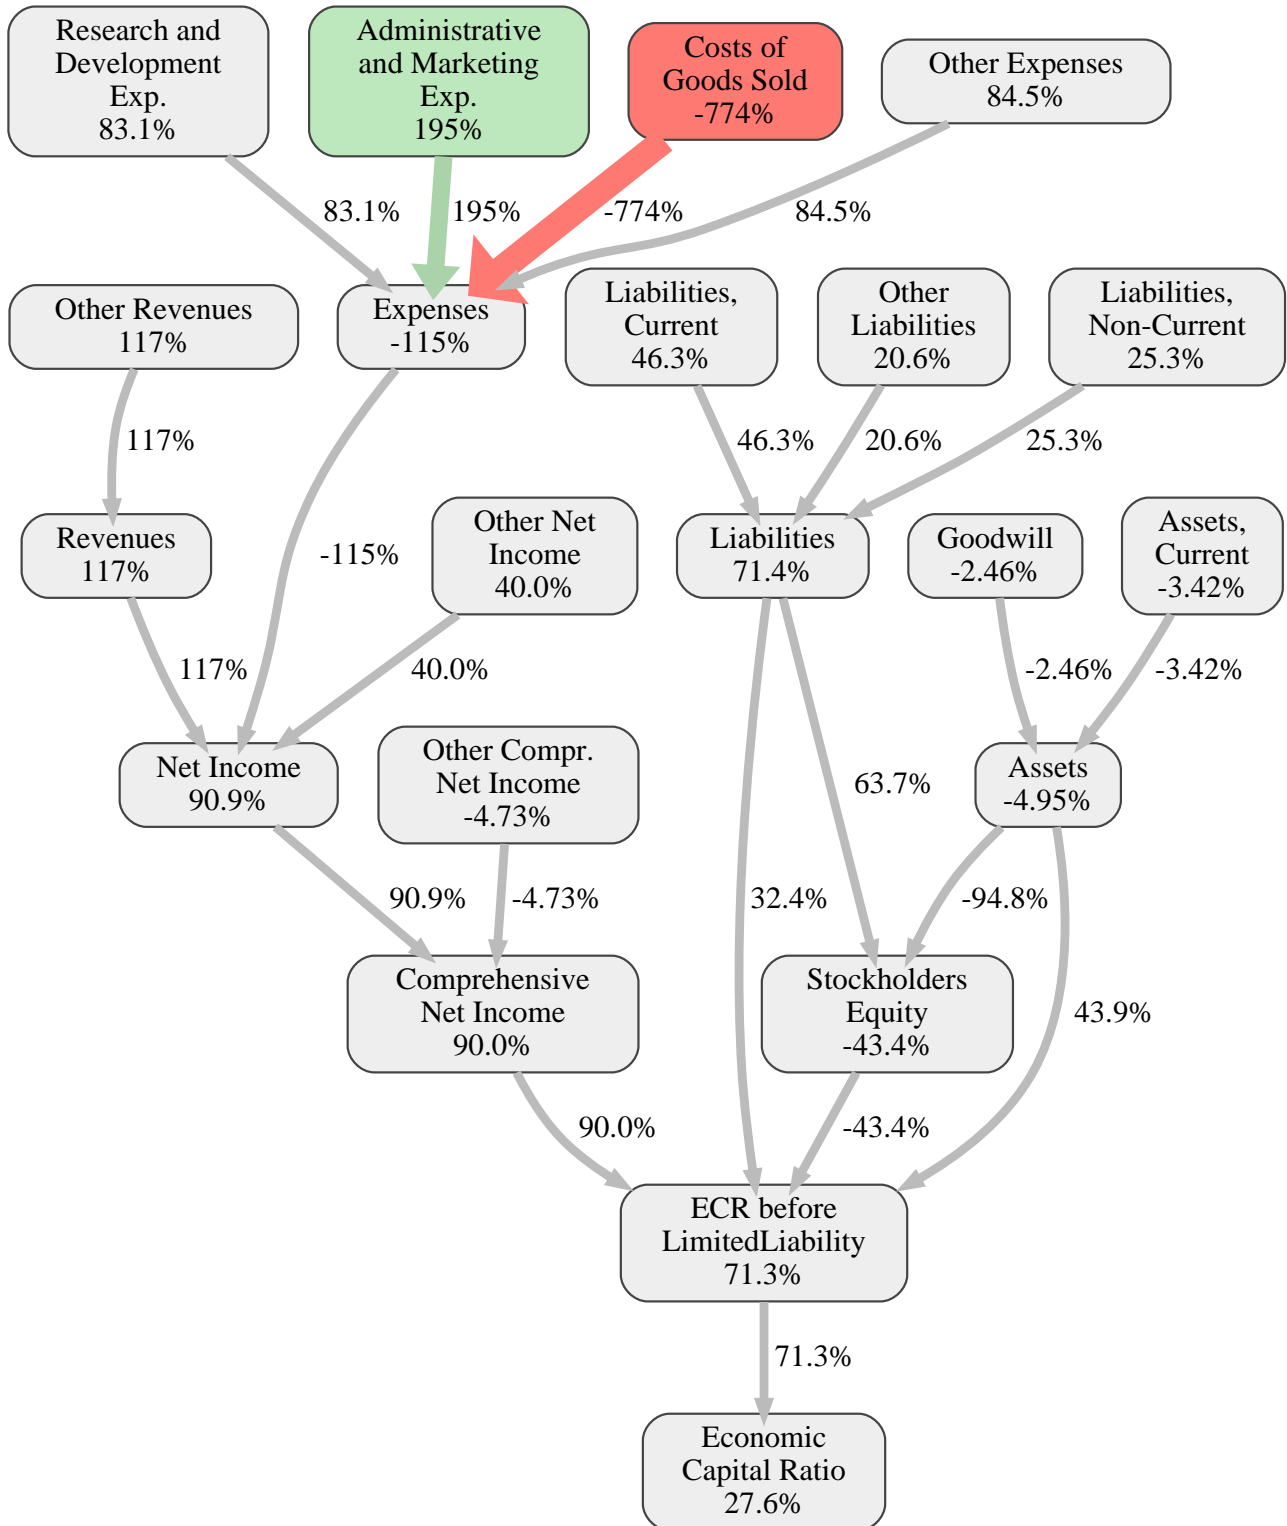 Research and
Development
Exp.
83.1%
Administrative
and Marketing
Exp.
195%
Costs of
Goods Sold
-774%
Other Expenses
84.5%
83.1%
195%
-774%
84.5%
Other Revenues
117%
Expenses
-115%
Liabilities,
Current
46.3%
Other
Liabilities
20.6%
Liabilities,
Non-Current
25.3%
117%
46.3%
20.6%
25.3%
Revenues
117%
-115%
Other Net
Income
40.0%
Liabilities
71.4%
Goodwill
-2.46%
Assets,
Current
-3.42%
117%
40.0%
-2.46%
-3.42%
Net Income
90.9%
Other Compr.
Net Income
-4.73%
63.7%
Assets
-4.95%
90.9%
-4.73%
32.4%
-94.8%
Comprehensive
Net Income
90.0%
Stockholders
Equity
-43.4%
43.9%
90.0%
-43.4%
ECR before
LimitedLiability
71.3%
71.3%
Economic
Capital Ratio
27.6%